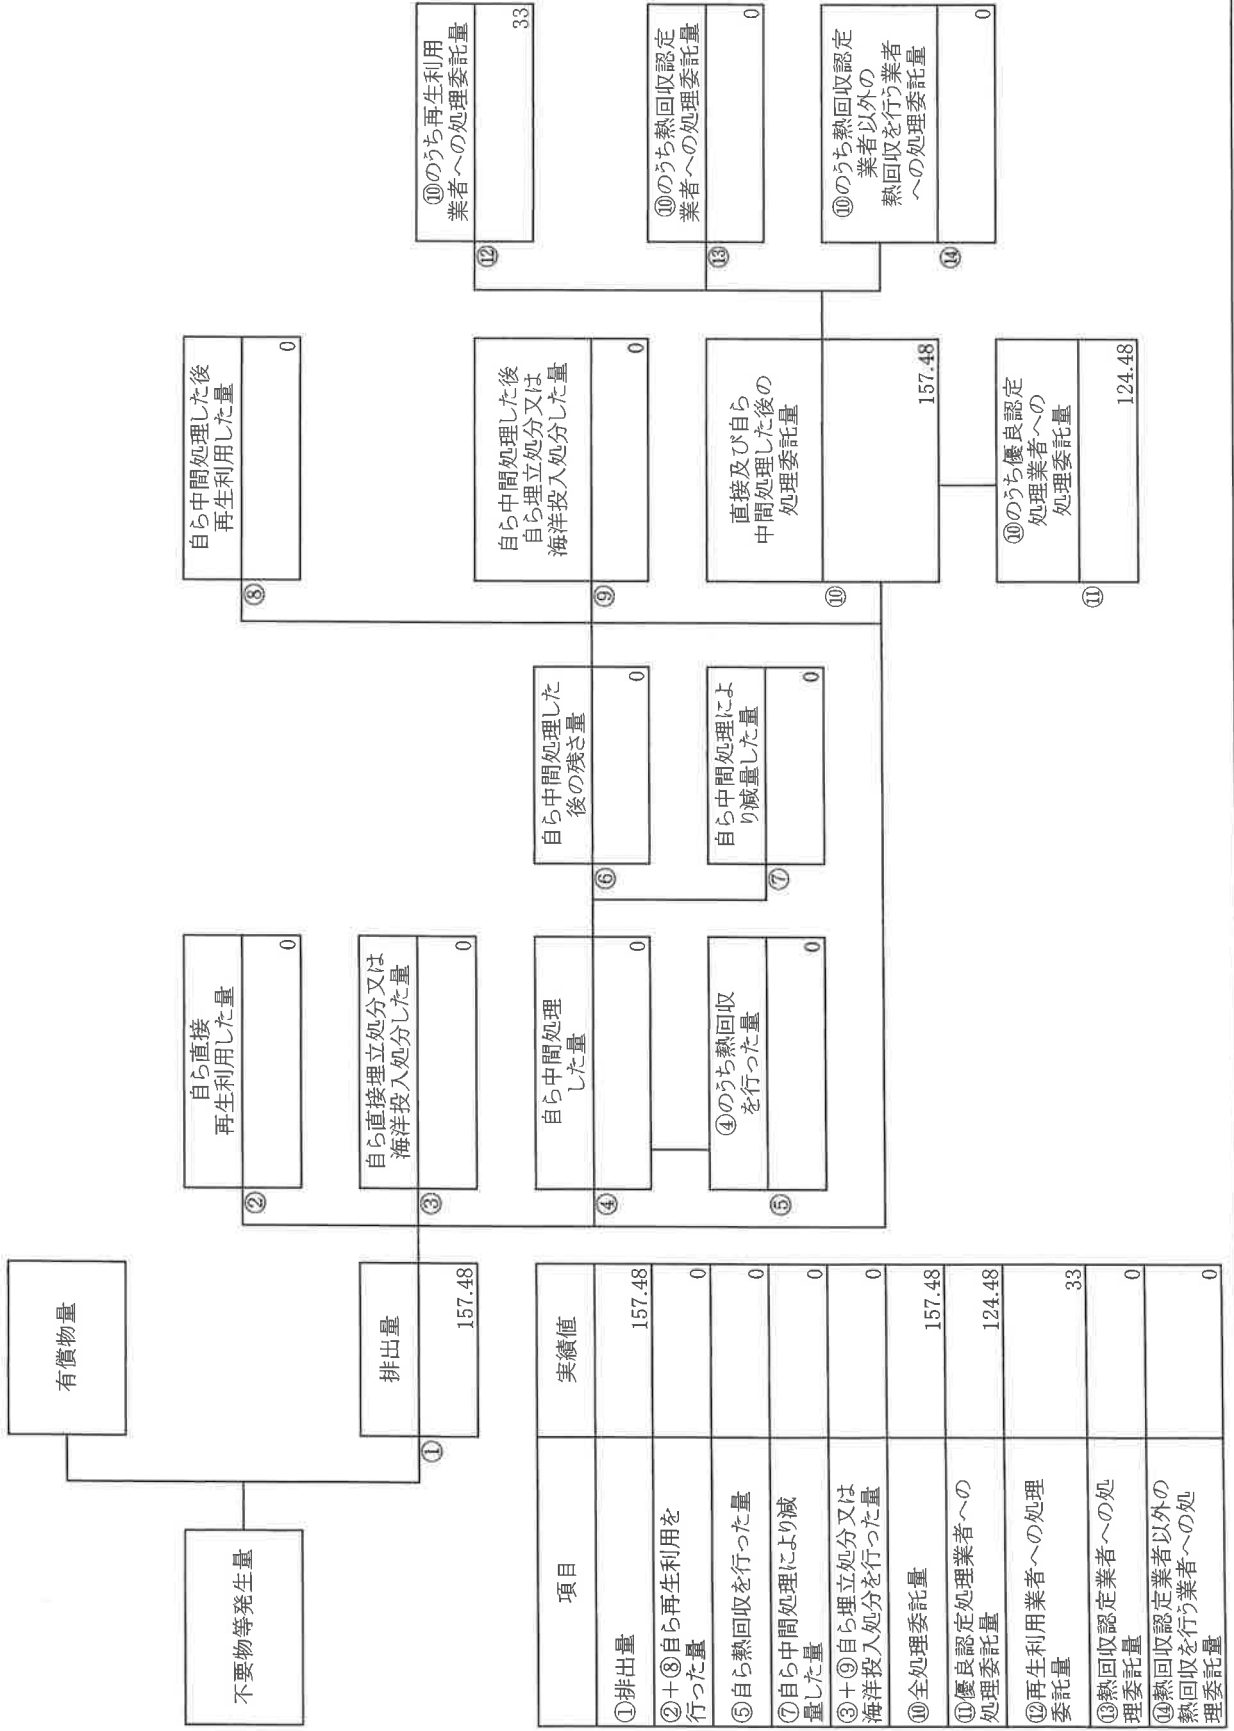 有償物量
不要物等発生量
①
排出量
157.48
②
自ら直接
再生利用した量
0
③
自ら直接埋立処分又は
海洋投入処分した量
0
④
自ら中間処理
した量
0
⑤
④のうち熱回収
を行った量
0
⑥
自ら中間処理した
後の残さ量
0
⑦
自ら中間処理によ
り減量した量
0
⑧
自ら中間処理した後
再生利用した量
0
⑨
自ら中間処理した後
自ら埋立処分又は
海洋投入処分した量
0
⑩
直接及び自ら
中間処理した後の
処理委託量
157.48
⑪
⑩のうち優良認定
処理業者への
処理委託量
124.48
⑫
⑩のうち再生利用
業者への処理委託量
33
⑬
⑩のうち熱回収認定
業者への処理委託量
0
⑭
⑩のうち熱回収認定
業者以外の
熱回収を行う業者
への処理委託量
0
項目
実績値
①排出量
157.48
②+⑧自ら再生利用を
行った量
0
⑤自ら熱回収を行った量
0
⑦自ら中間処理により減
量した量
0
③+⑨自ら埋立処分又は
海洋投入処分を行った量
0
⑩全処理委託量
157.48
⑪優良認定処理業者への
処理委託量
124.48
⑫再生利用業者への処理
委託量
33
⑬熱回収認定業者への処
理委託量
0
⑭熱回収認定業者以外の
熱回収を行う業者への処
理委託量
0